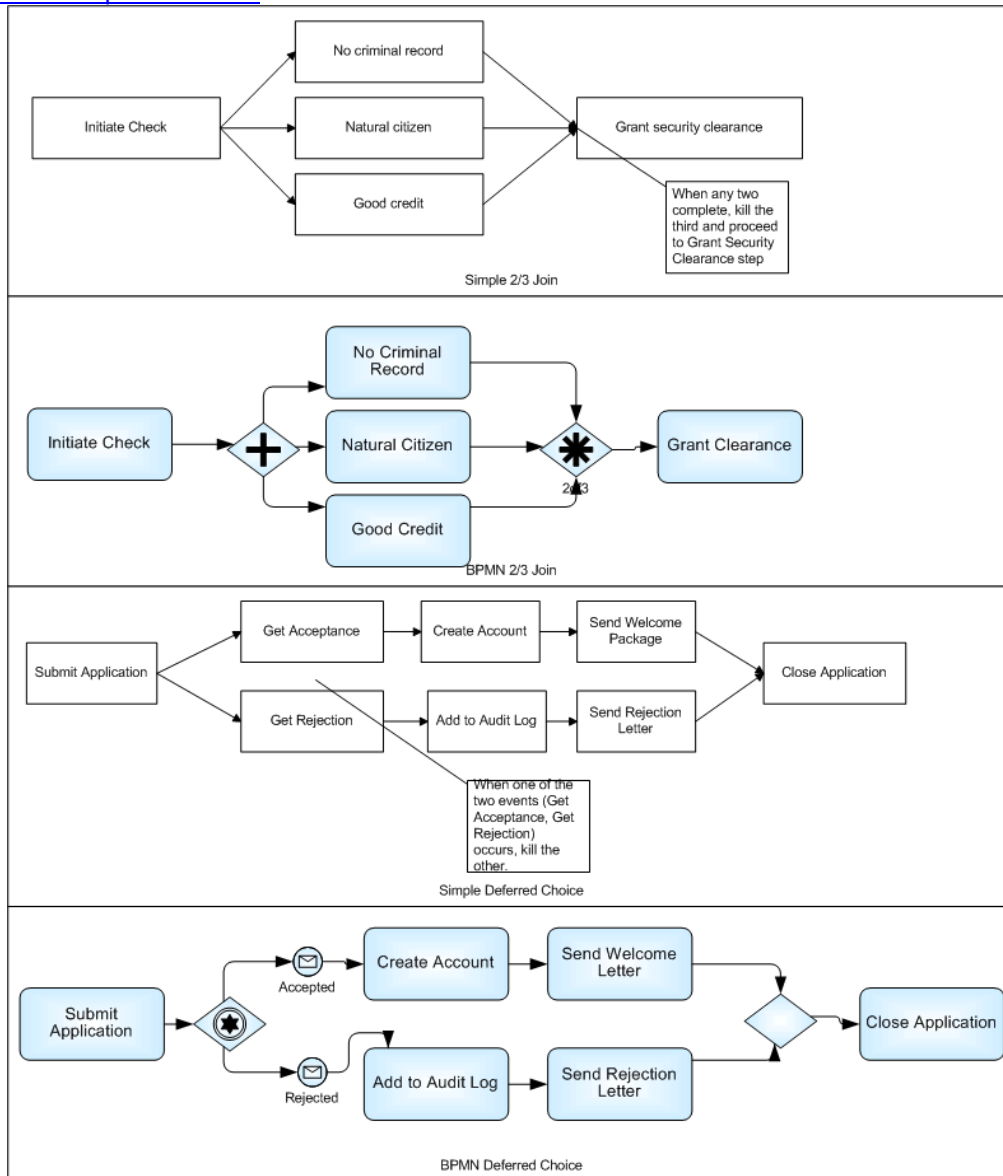 No criminal record
Initiate Check
Natural citizen
Grant security clearance
Good credit
When any two
complete, kill the
third and proceed
to Grant Security
Clearance step
Simple 2/3 Join
No Criminal
Record
Initiate Check
Natural Citizen
Grant Clearance
Good Credit
BPMN 2/3 Join
Get Acceptance
Create Account
Send Welcome
Package
Submit Application
Close Application
Get Rejection
Add to Audit Log
Send Rejection
Letter
When one of the
two events (Get
Acceptance, Get
Rejection)
occurs, kill the
other.
Simple Deferred Choice
Create Account
Send Welcome
Letter
Accepted
Submit
Application
Close Application
Add to Audit Log
Send Rejection
Letter
Rejected
BPMN Deferred Choice